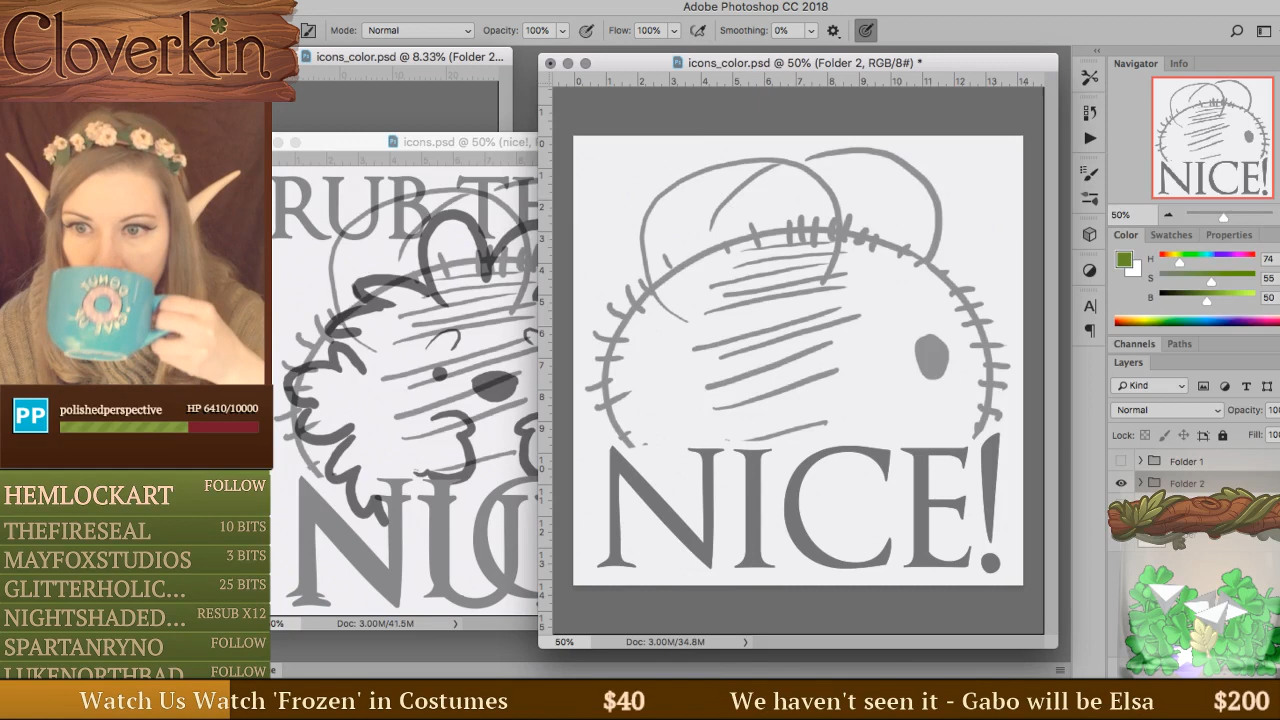 Adobe Photoshop CC 2018
Cloverkin
Mode: Normal Opacity: 100% Flow: 100% Smoothing: 0%
icons_color.psd @ 8.33% (Folder 2...
icons_color.psd @ 50% (Folder 2, RGB/8#) *
icons.psd @ 50% (nice!,
Navigator Info
NICE!
50%
Color Swatches Properties
H 74
S 55
B 50
Channels Paths
Layers
Kind
Normal Opacity:
Lock: Fill:
Folder 1
Folder 2
RUB
NICE!
50% Doc: 3.00M/34.8M
0% Doc: 3.00M/41.5M
PP polishedperspective HP 6410/10000
HEMLOCKART FOLLOW
THEFIRESEAL 10 BITS
MAYFOXSTUDIOS 3 BITS
GLITTERHOLIC... 25 BITS
NIGHTSHADED... RESUB X12
SPARTANRYNO FOLLOW
LUKENORTHBAD FOLLOW
Watch Us Watch 'Frozen' in Costumes $40 We haven't seen it - Gabo will be Elsa $200